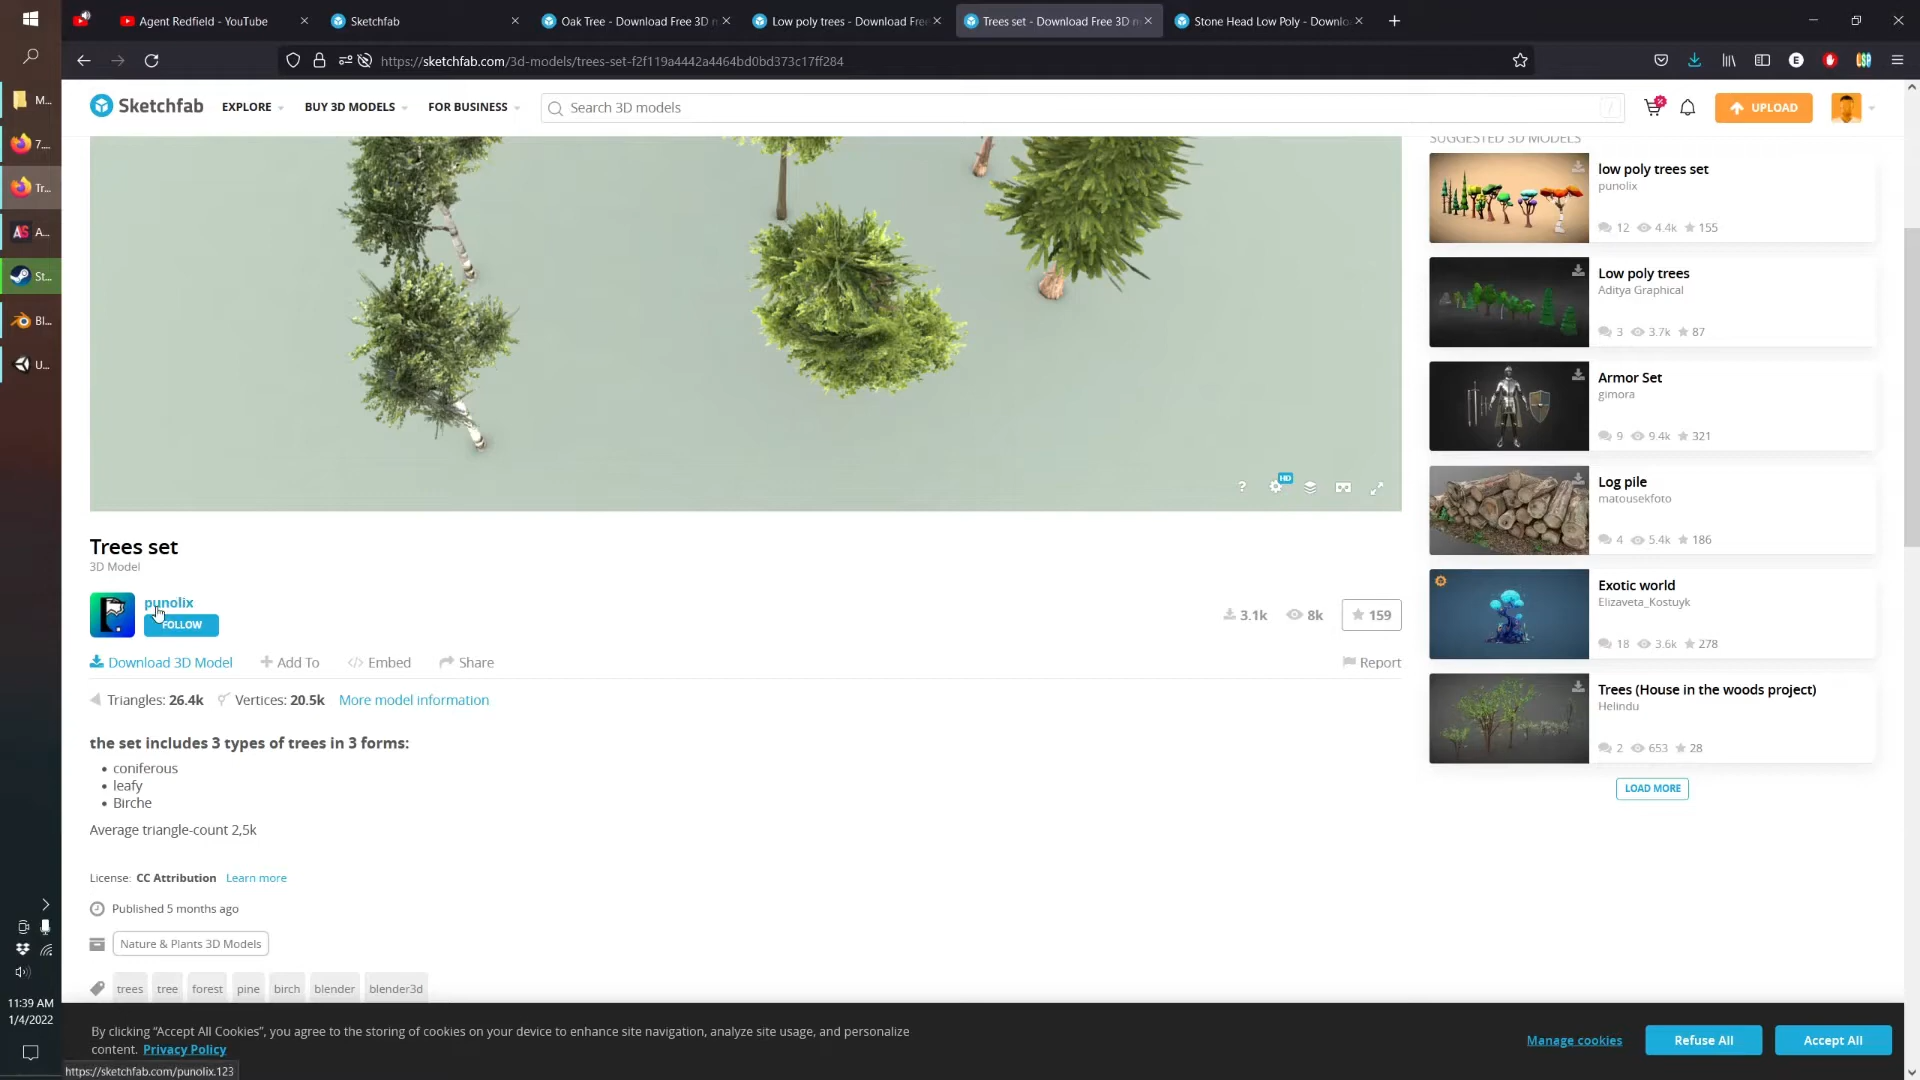 Agent Redfield - YouTube
Sketchfab
Oak Tree - Download Free 3D
Low poly trees - Download Free
Trees set - Download Free 3D
Stone Head Low Poly - Downlo
https://sketchfab.com/3d-models/trees-set-f2f119a4442a4464bd0bd373c17ff284
Sketchfab
EXPLORE
BUY 3D MODELS
FOR BUSINESS
Search 3D models
/
UPLOAD
M...
7....
Tr...
A...
St...
Bl...
U...
SUGGESTED 3D MODELS
low poly trees set
punolix
12 4.4k 155
Low poly trees
Aditya Graphical
3 3.7k 87
Armor Set
gimora
9 9.4k 321
Log pile
matousekfoto
4 5.4k 186
Exotic world
Elizaveta_Kostuyk
18 3.6k 278
Trees (House in the woods project)
Helindu
2 653 28
LOAD MORE
? HD
Trees set
3D Model
punolix
FOLLOW
3.1k 8k 159
Download 3D Model Add To Embed Share Report
Triangles: 26.4k Vertices: 20.5k More model information
the set includes 3 types of trees in 3 forms:
• coniferous
• leafy
• Birche
Average triangle-count 2,5k
License: CC Attribution Learn more
Published 5 months ago
Nature & Plants 3D Models
trees tree forest pine birch blender blender3d
By clicking “Accept All Cookies”, you agree to the storing of cookies on your device to enhance site navigation, analyze site usage, and personalize
content. Privacy Policy
Manage cookies
Refuse All
Accept All
https://sketchfab.com/punolix.123
11:39 AM
1/4/2022